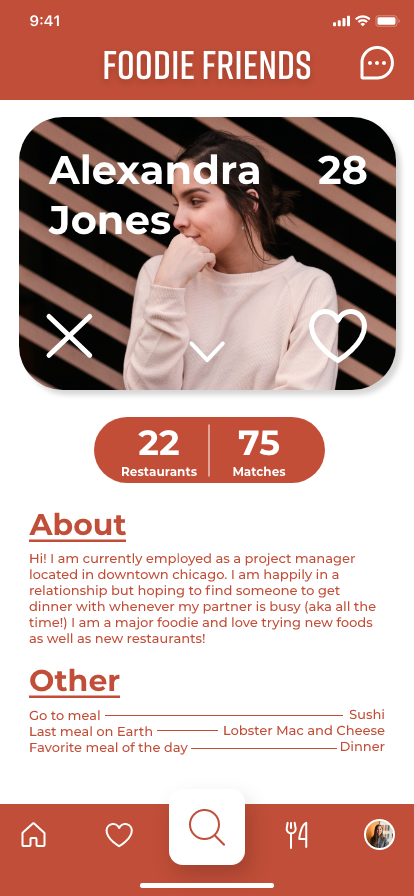 9:41
FOODIE FRIENDS
Alexandra 28
Jones
22 75
Restaurants Matches
About
Hi! I am currently employed as a project manager
located in downtown chicago. I am happily in a
relationship but hoping to find someone to get
dinner with whenever my partner is busy (aka all the
time!) I am a major foodie and love trying new foods
as well as new restaurants!
Other
Go to meal Sushi
Last meal on Earth Lobster Mac and Cheese
Favorite meal of the day Dinner